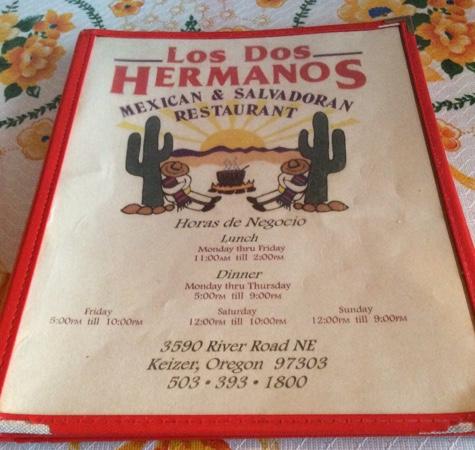 Los Dos
Hermanos
Mexican & Salvadoran
Restaurant
Horas de Negocio
Lunch
Monday thru Friday
11:00AM till 2:00PM
Dinner
Monday thru Thursday
5:00PM till 9:00PM
Friday
5:00PM till 10:00PM
Saturday
12:00PM till 10:00PM
Sunday
12:00PM till 9:00PM
3590 River Road NE
Keizer, Oregon 97303
503 • 393 • 1800